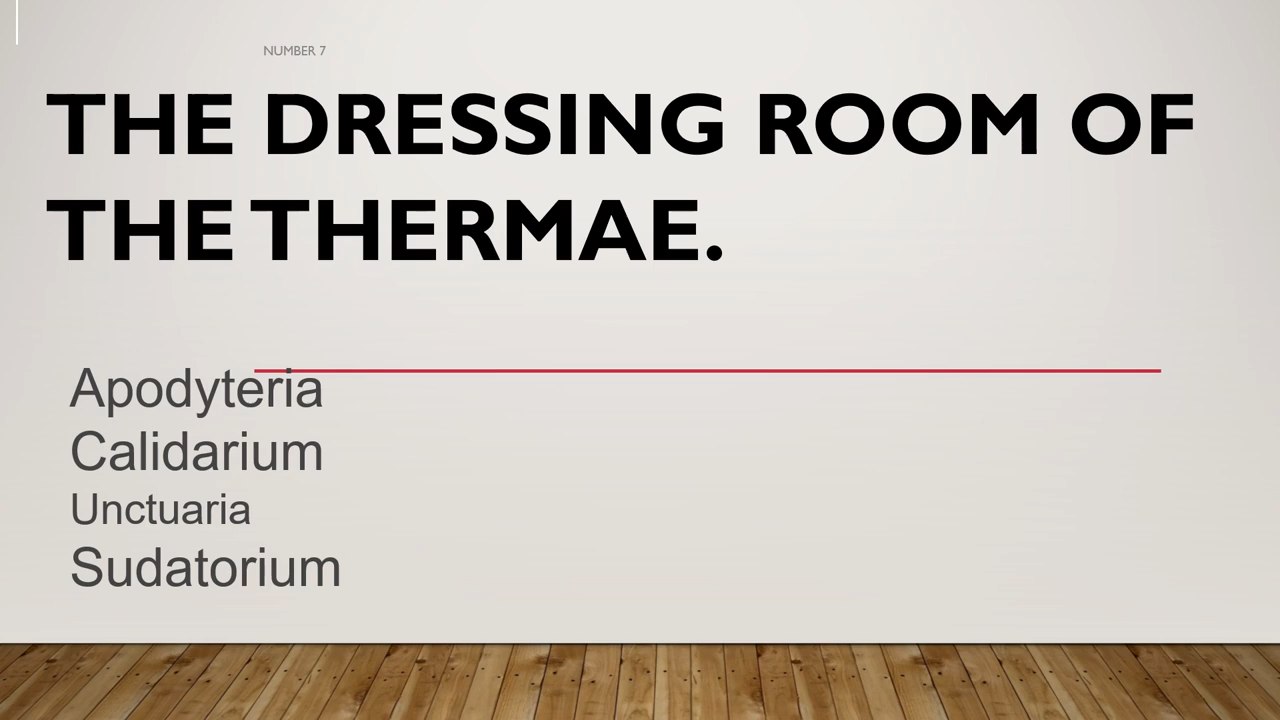 NUMBER 7
THE DRESSING ROOM OF
THE THERMAE.
Apodyteria
Calidarium
Unctuaria
Sudatorium